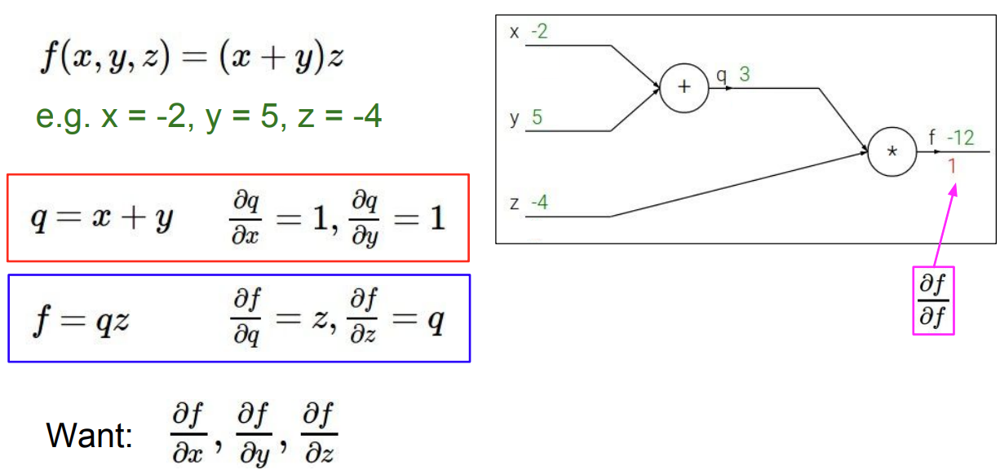 f(x, y, z) = (x + y)z
e.g. x = -2, y = 5, z = -4
q = x + y ∂q/∂x = 1, ∂q/∂y = 1
f = qz ∂f/∂q = z, ∂f/∂z = q
Want: ∂f/∂x, ∂f/∂y, ∂f/∂z
x -2
+
q 3
y 5
*
f -12
1
z -4
∂f/∂f